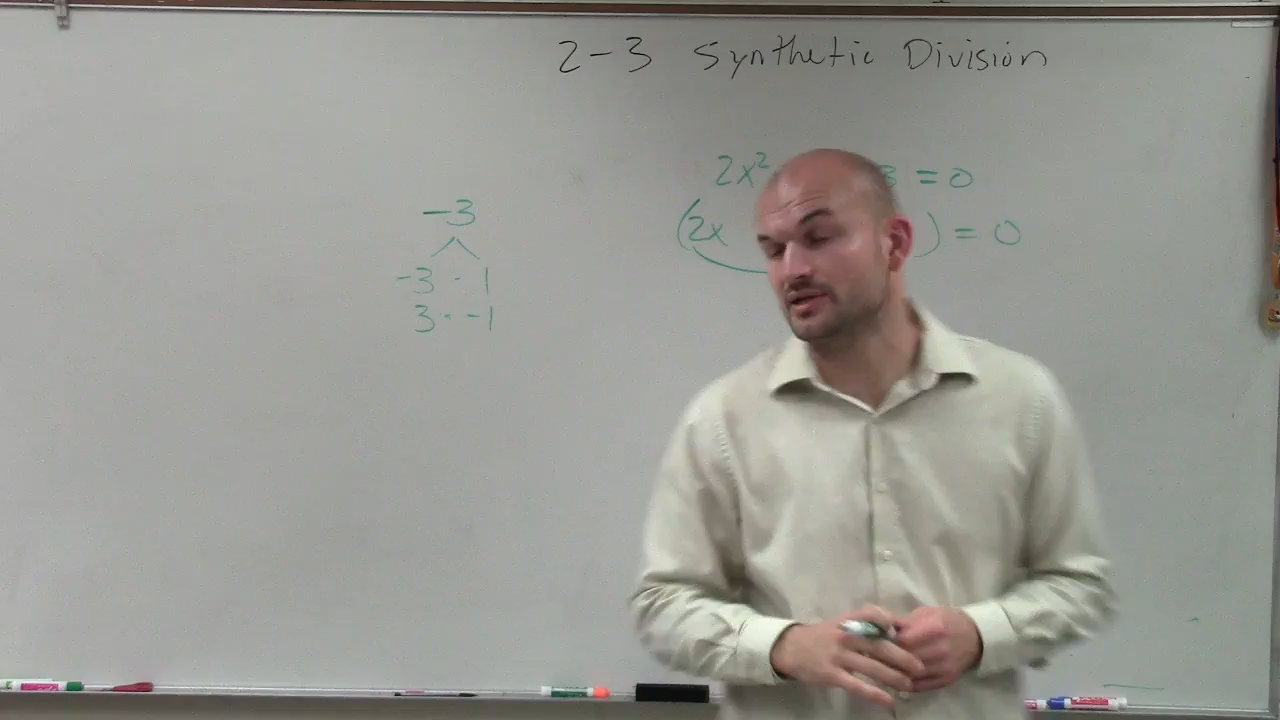 2-3 Synthetic Division
2x² 3 = 0
(2x ) = 0
-3
-3 · 1
3 · -1